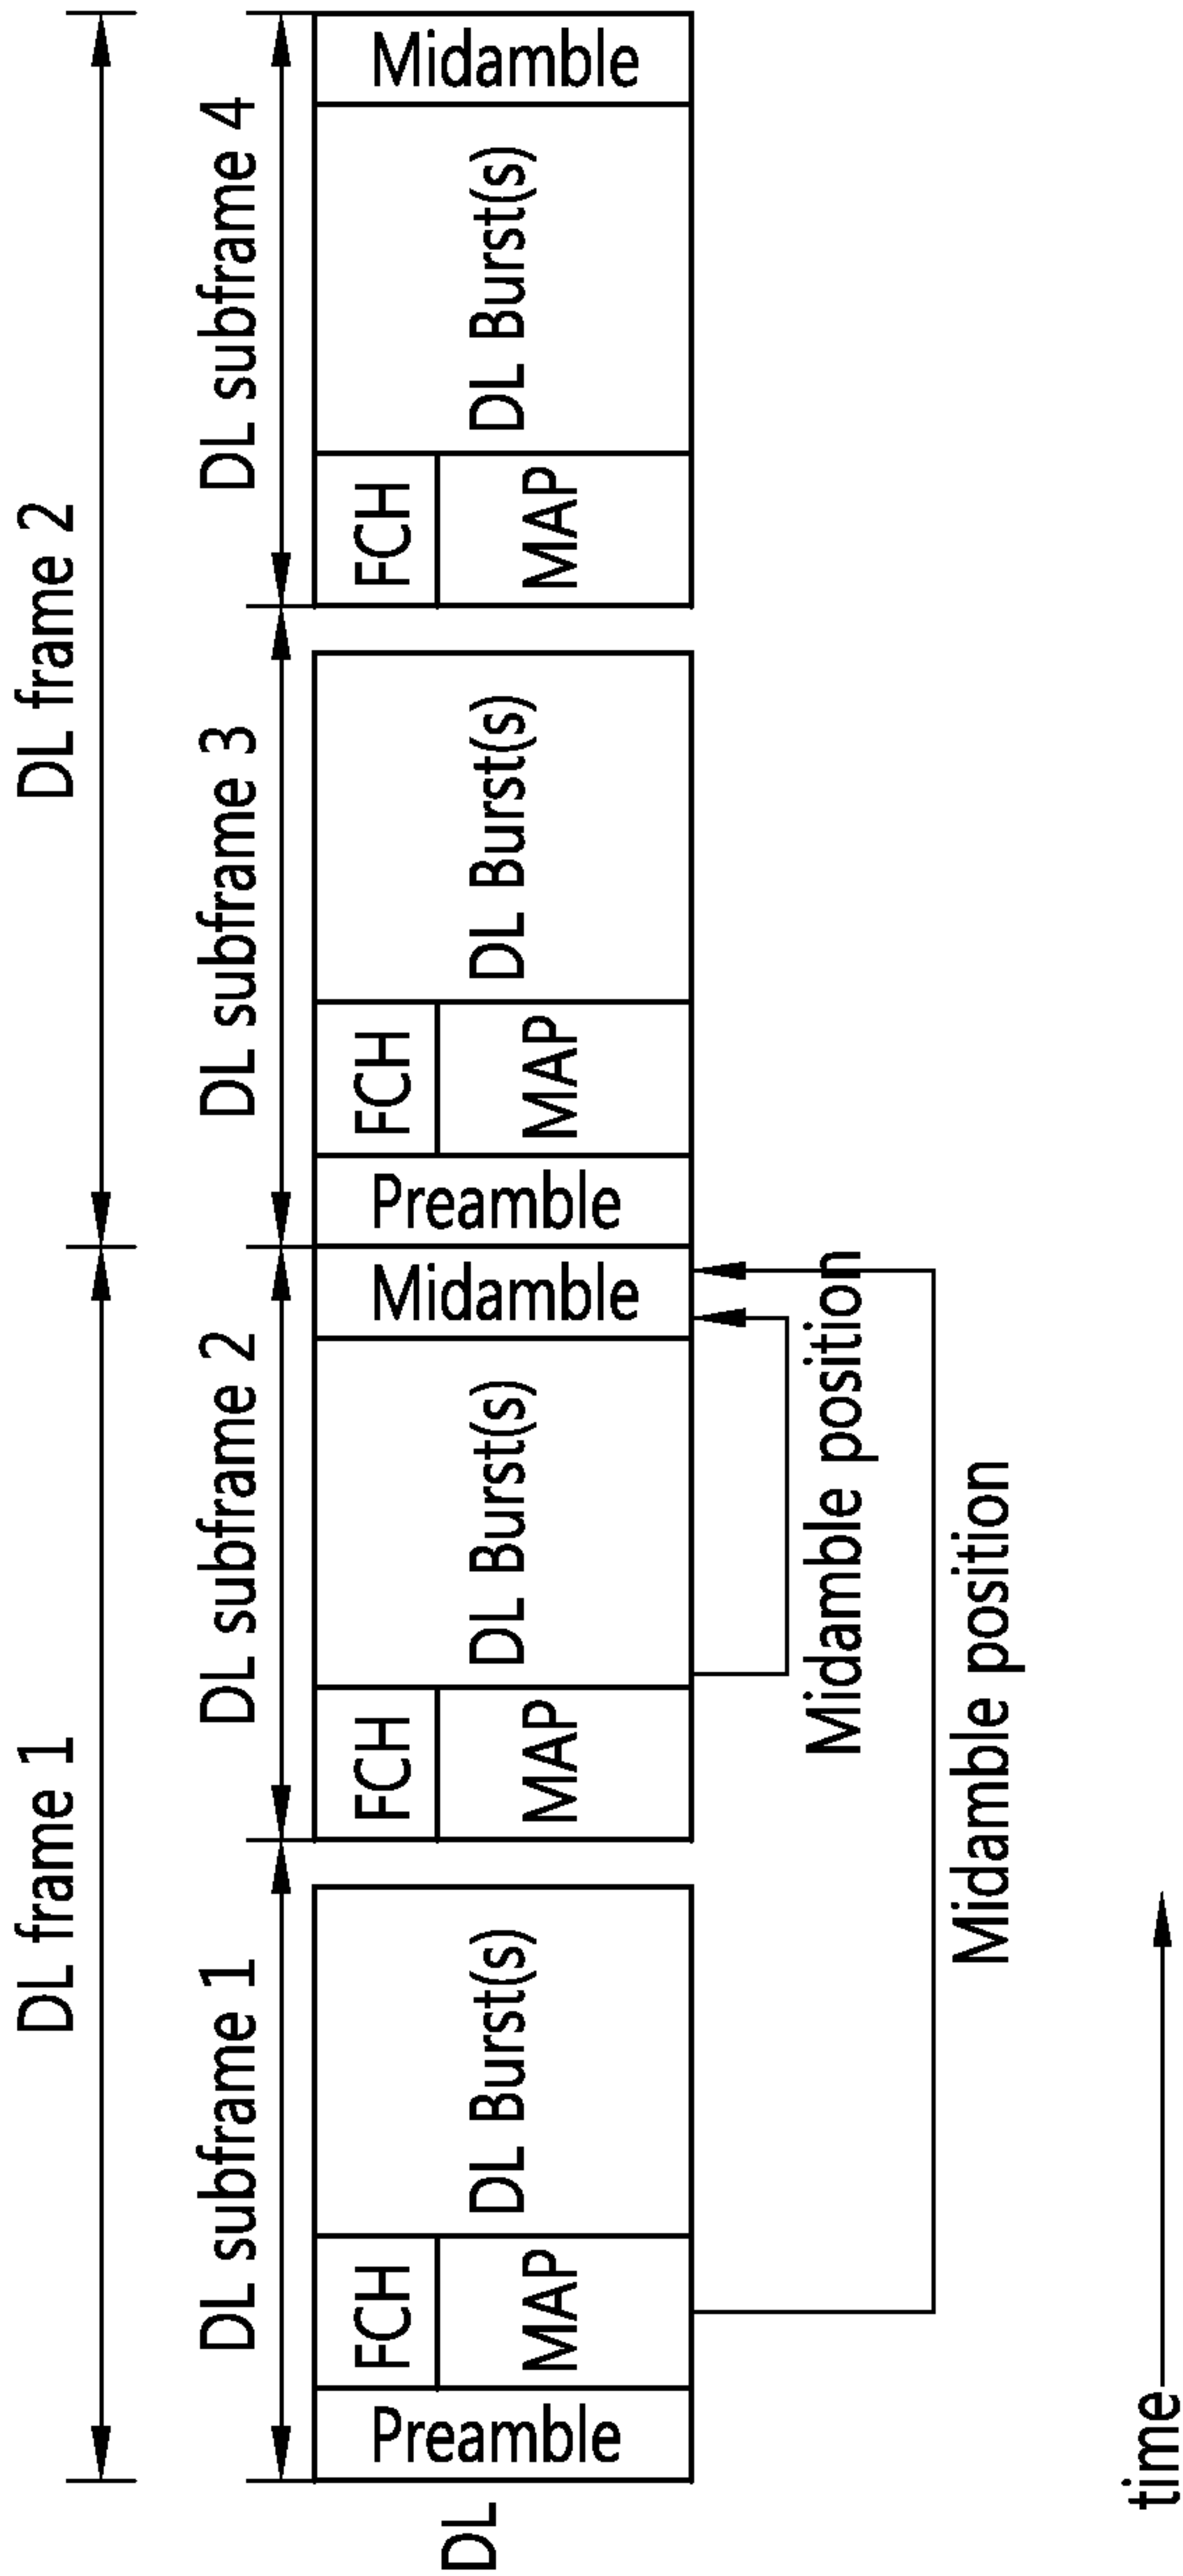 DL frame 1
DL frame 2
DL subframe 1
DL subframe 2
DL subframe 3
DL subframe 4
DL
Preamble
FCH
MAP
DL Burst(s)
FCH
MAP
DL Burst(s)
Midamble
Preamble
FCH
MAP
DL Burst(s)
FCH
MAP
DL Burst(s)
Midamble
Midamble position
Midamble position
time